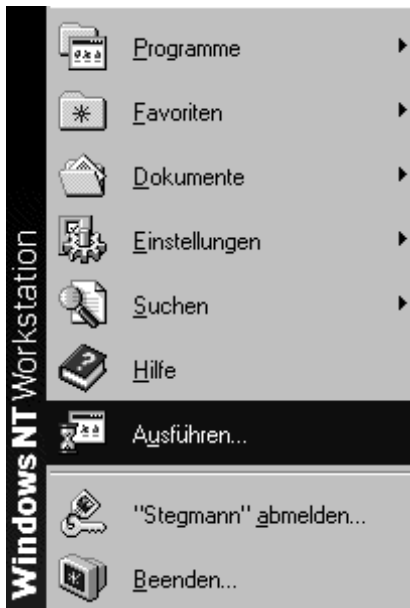 Programme
Favoriten
Dokumente
Einstellungen
Suchen
Hilfe
Ausführen...
"Stegmann" abmelden...
Beenden...
Windows NT Workstation